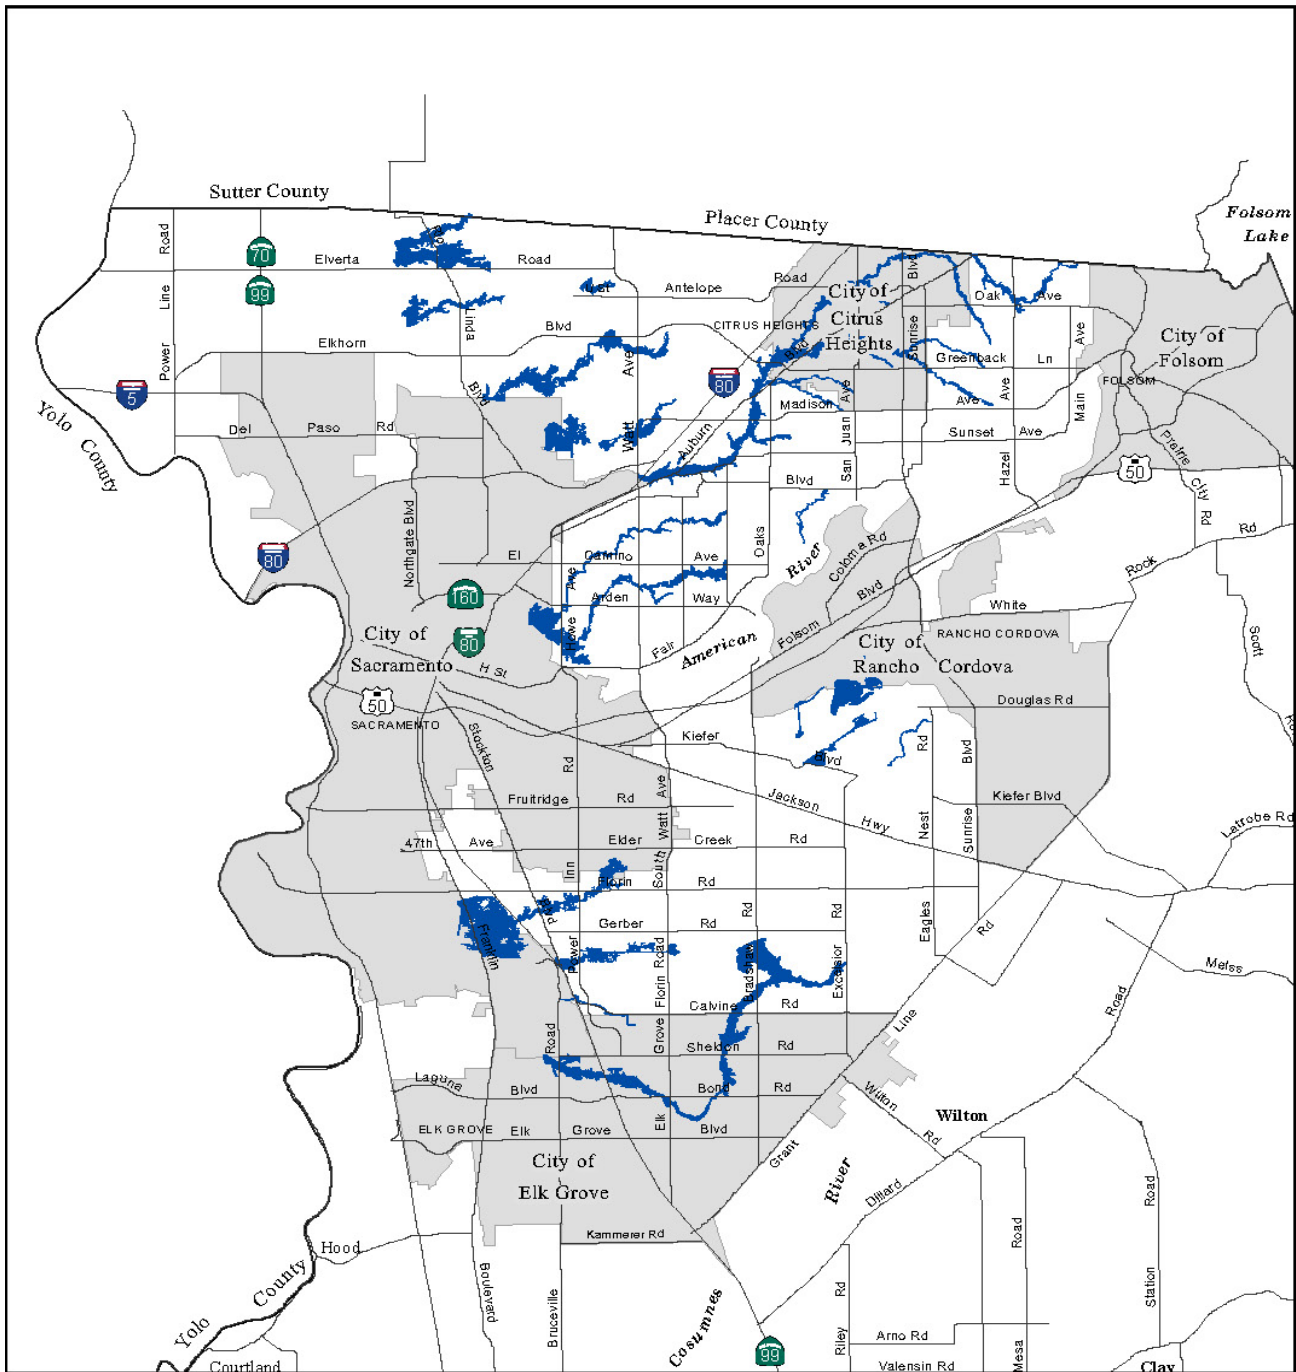 Sutter County
Placer County
Folsom
Lake
Road
Line
Power
70
99
Elverta
Road
Linda
Antelope
Road
Blvd
Elkhorn
Blvd
CITRUS HEIGHTS
City of
Citrus
Heights
Blvd
Sunrise
Oak
Ave
Greenback
Ln
Ave
Ave
Ave
Main
Hazel
City of
Folsom
FOLSOM
5
80
Yolo County
Del
Paso
Rd
Blvd
Watt
Ave
Auburn
Blvd
Madison
Ave
San Juan
Sunset
Ave
50
Prairie
City
Rd
Rd
Rock
White
Scott
80
Northgate Blvd
El
Camino
Ave
Oaks
Blvd
River
Coloma Rd
Blvd
Folsom
160
80
Howe Ave
Arden
Way
Fair
American
City of
Sacramento
H St
50
SACRAMENTO
City of
Rancho Cordova
RANCHO CORDOVA
Douglas Rd
Stockton
Kiefer
Blvd
Rd
Blvd
Sunrise
Nest
Eagles
Fruitridge
Rd
Rd
Jackson
Hwy
Kiefer Blvd
Latrobe Rd
47th
Ave
Elder
Creek
Rd
South Watt Ave
Inn
Florin
Rd
Power
Gerber
Rd
Rd
Bradshaw
Rd
Excelsior
Franklin
Florin Road
Calvine
Rd
Grove
Elk
Sheldon
Rd
Road
Laguna
Blvd
Bond
Rd
ELK GROVE
Elk
Grove
Blvd
City of
Elk Grove
Grant
Line
Rd
Wilton
Rd
Wilton
Melss
Road
Dillard
River
Cosumnes
Kammerer Rd
Hood
Yolo County
Boulevard
Bruceville
Courtland
99
Riley
Rd
Arno Rd
Valensin Rd
Mesa
Road
Station
Road
Clay